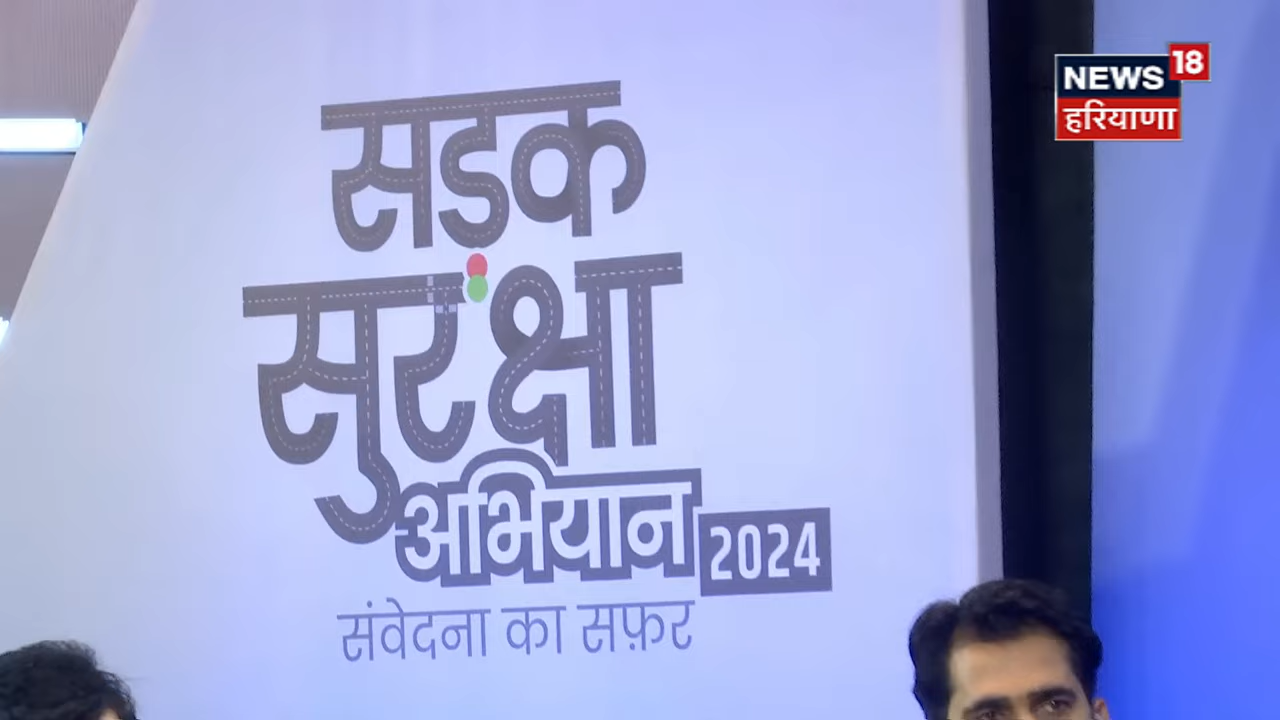 सड़क
सुरक्षा
अभियान 2024
संवेदना का सफ़र
NEWS 18
हरियाणा